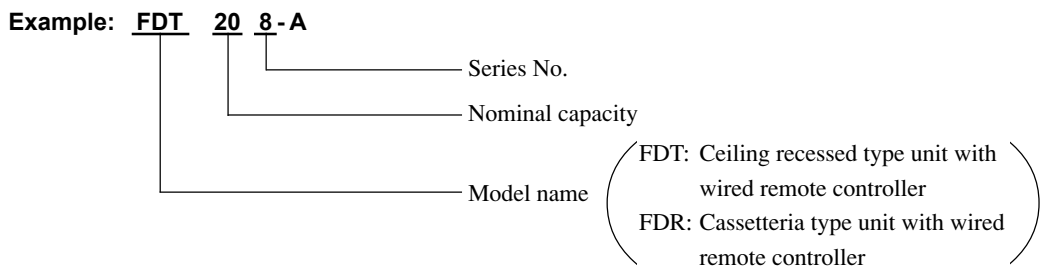 Example: FDT 20 8 - A
Series No.
Nominal capacity
Model name
FDT: Ceiling recessed type unit with
wired remote controller
FDR: Cassetteria type unit with wired
remote controller